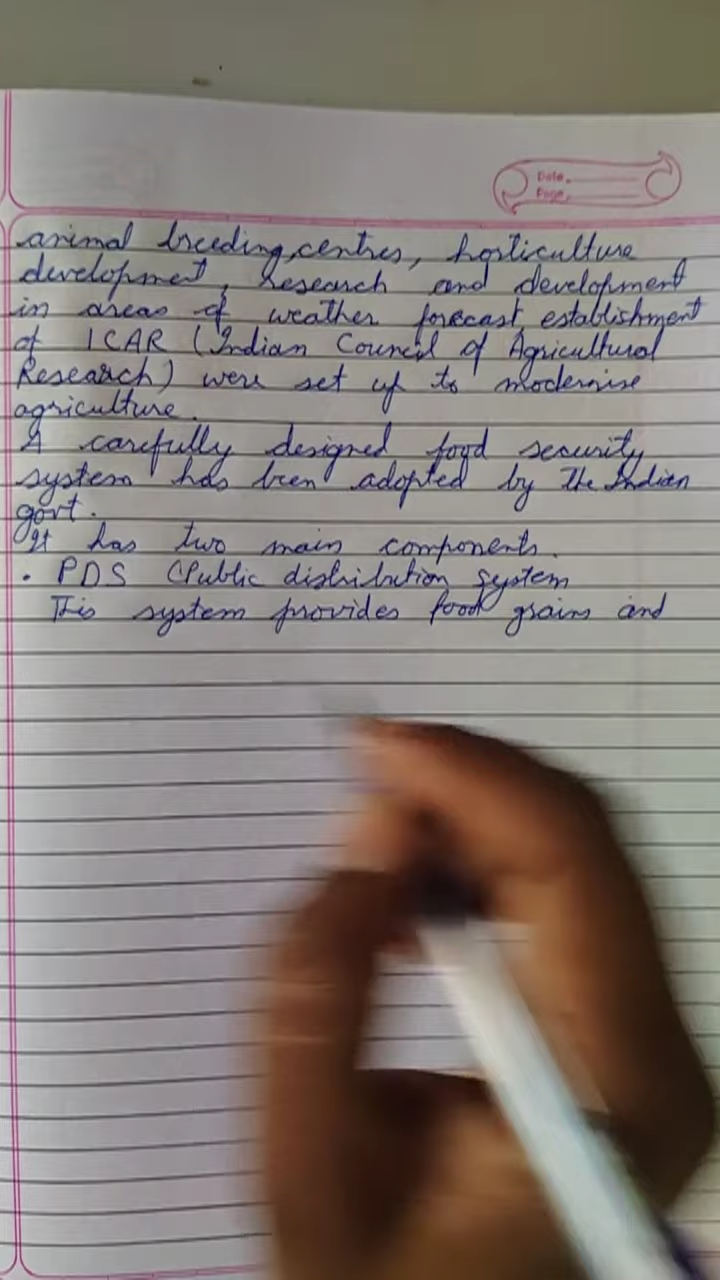 Date.
Page.
animal breeding, centres, horticulture
development, Research and development
in areas of weather forecast, establishment
of ICAR (Indian Council of Agricultural
Research) were set up to modernise
agriculture.
A carefully designed food security
system has been adopted by the Indian
govt.
It has two main components.
• PDS (Public distribution system
This system provides food grains and